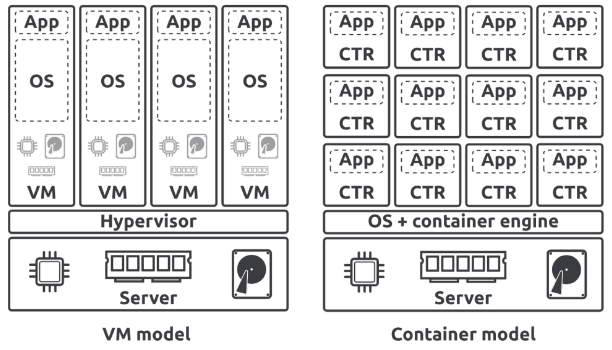 App App App App
OS OS OS OS
VM VM VM VM
Hypervisor
Server
VM model
App App App App
CTR CTR CTR CTR
App App App App
CTR CTR CTR CTR
App App App App
CTR CTR CTR CTR
OS + container engine
Server
Container model